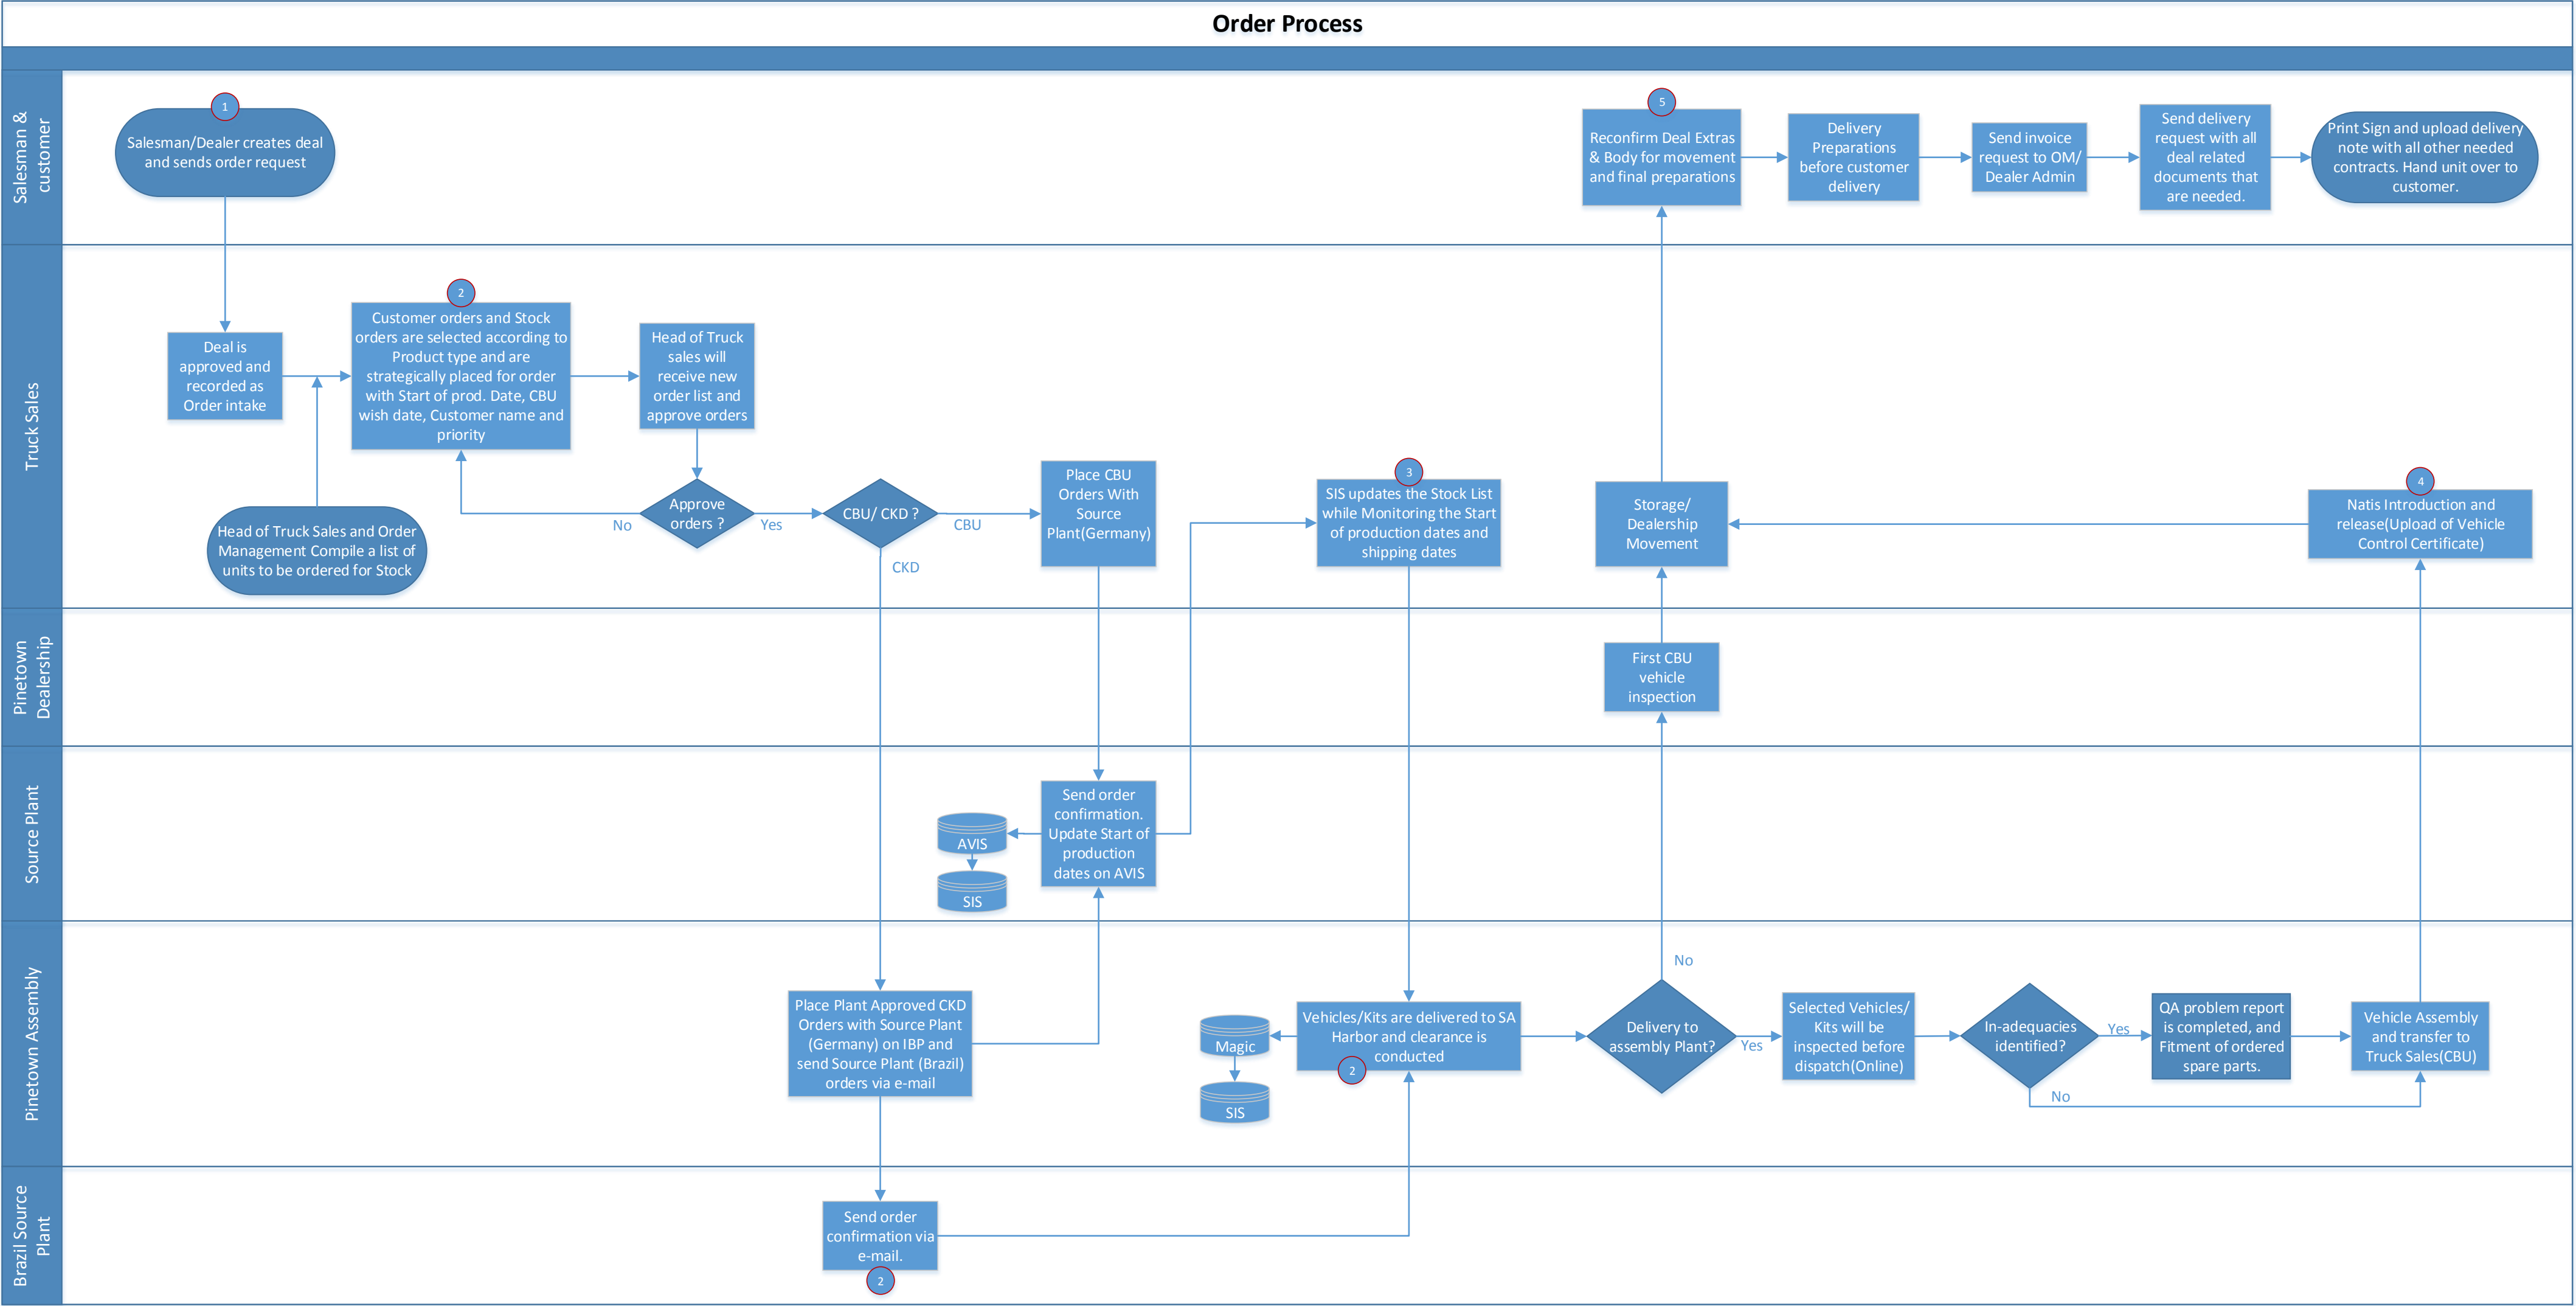 Order Process
Salesman &
customer
1
Salesman/Dealer creates deal
and sends order request
5
Reconfirm Deal Extras
& Body for movement
and final preparations
Delivery
Preparations
before customer
delivery
Send invoice
request to OM/
Dealer Admin
Send delivery
request with all
deal related
documents that
are needed.
Print Sign and upload delivery
note with all other needed
contracts. Hand unit over to
customer.
Truck Sales
Deal is
approved and
recorded as
Order intake
2
Customer orders and Stock
orders are selected according to
Product type and are
strategically placed for order
with Start of prod. Date, CBU
wish date, Customer name and
priority
Head of Truck
sales will
receive new
order list and
approve orders
Head of Truck Sales and Order
Management Compile a list of
units to be ordered for Stock
No
Approve
orders ?
Yes
CBU/ CKD ?
CBU
CKD
Place CBU
Orders With
Source
Plant(Germany)
3
SIS updates the Stock List
while Monitoring the Start
of production dates and
shipping dates
Storage/
Dealership
Movement
4
Natis Introduction and
release(Upload of Vehicle
Control Certificate)
Pinetown
Dealership
First CBU
vehicle
inspection
Source Plant
AVIS
SIS
Send order
confirmation.
Update Start of
production
dates on AVIS
Pinetown Assembly
Place Plant Approved CKD
Orders with Source Plant
(Germany) on IBP and
send Source Plant (Brazil)
orders via e-mail
Magic
SIS
Vehicles/Kits are delivered to SA
Harbor and clearance is
conducted
2
No
Delivery to
assembly Plant?
Yes
Selected Vehicles/
Kits will be
inspected before
dispatch(Online)
In-adequacies
identified?
Yes
No
QA problem report
is completed, and
Fitment of ordered
spare parts.
Vehicle Assembly
and transfer to
Truck Sales(CBU)
Brazil Source
Plant
Send order
confirmation via
e-mail.
2